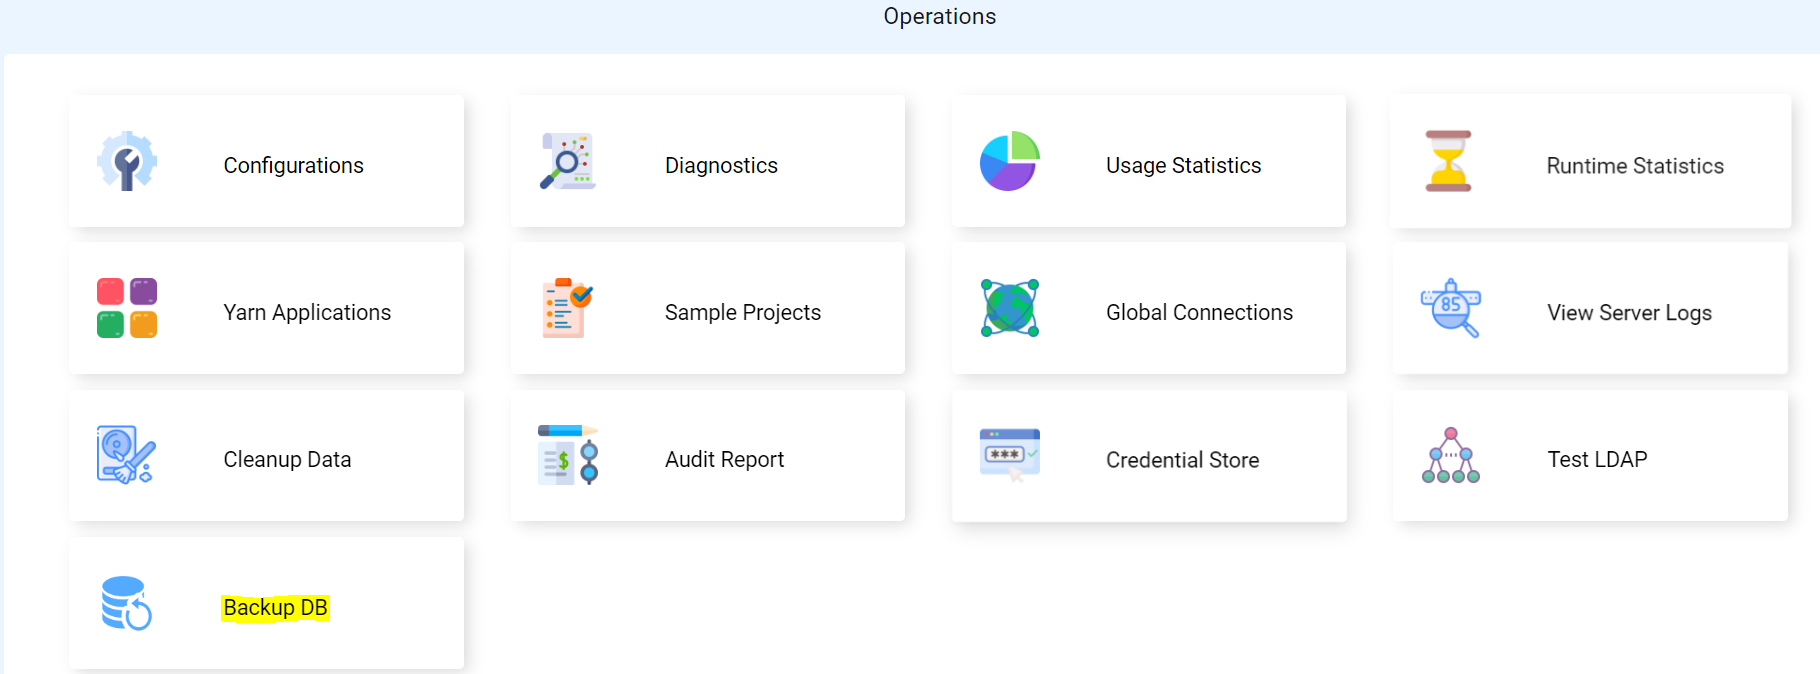 Operations
Configurations
Diagnostics
Usage Statistics
Runtime Statistics
Yarn Applications
Sample Projects
Global Connections
85
View Server Logs
Cleanup Data
$
Audit Report
***
Credential Store
Test LDAP
Backup DB